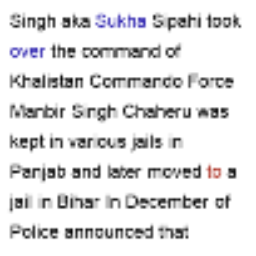 Singh aka Sukha Sipahi took
over the command of
Khalistan Commando Force
Manbir Singh Chaheru was
kept in various jails in
Panjab and later moved to a
jail in Bihar In December of
Police announced that